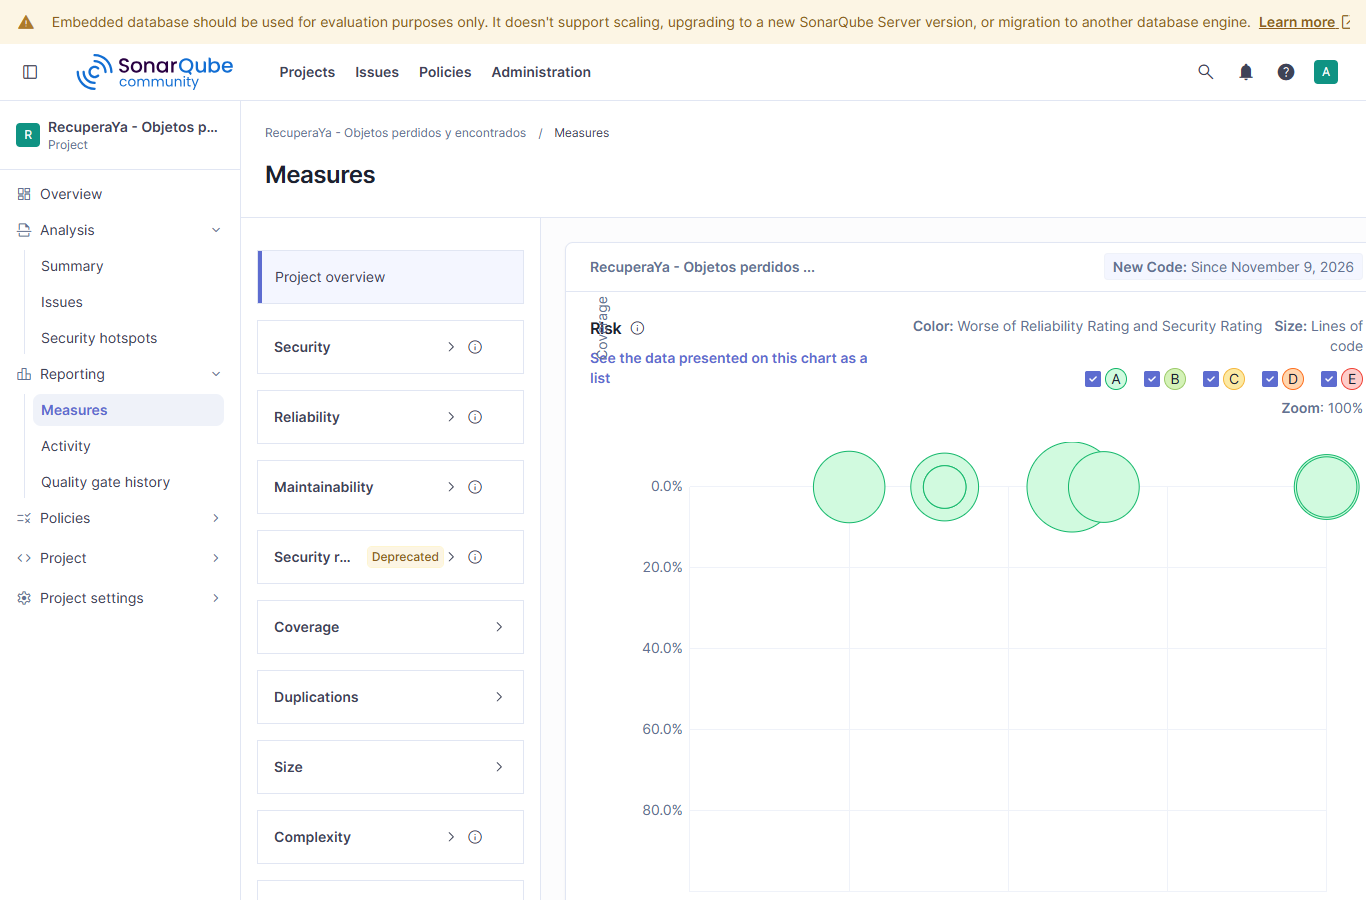 Embedded database should be used for evaluation purposes only. It doesn't support scaling, upgrading to a new SonarQube Server version, or migration to another database engine. Learn more
SonarQube community
Projects Issues Policies Administration
? A
R RecuperaYa - Objetos p...
Project
Overview
Analysis
Summary
Issues
Security hotspots
Reporting
Measures
Activity
Quality gate history
Policies
Project
Project settings
RecuperaYa - Objetos perdidos y encontrados / Measures
Measures
Project overview
Security
Reliability
Maintainability
Security r... Deprecated
Coverage
Duplications
Size
Complexity
RecuperaYa - Objetos perdidos ...
New Code: Since November 9, 2026
Risk
See the data presented on this chart as a
list
Color: Worse of Reliability Rating and Security Rating Size: Lines of
code
A B C D E
Zoom: 100%
Coverage
0.0%
20.0%
40.0%
60.0%
80.0%